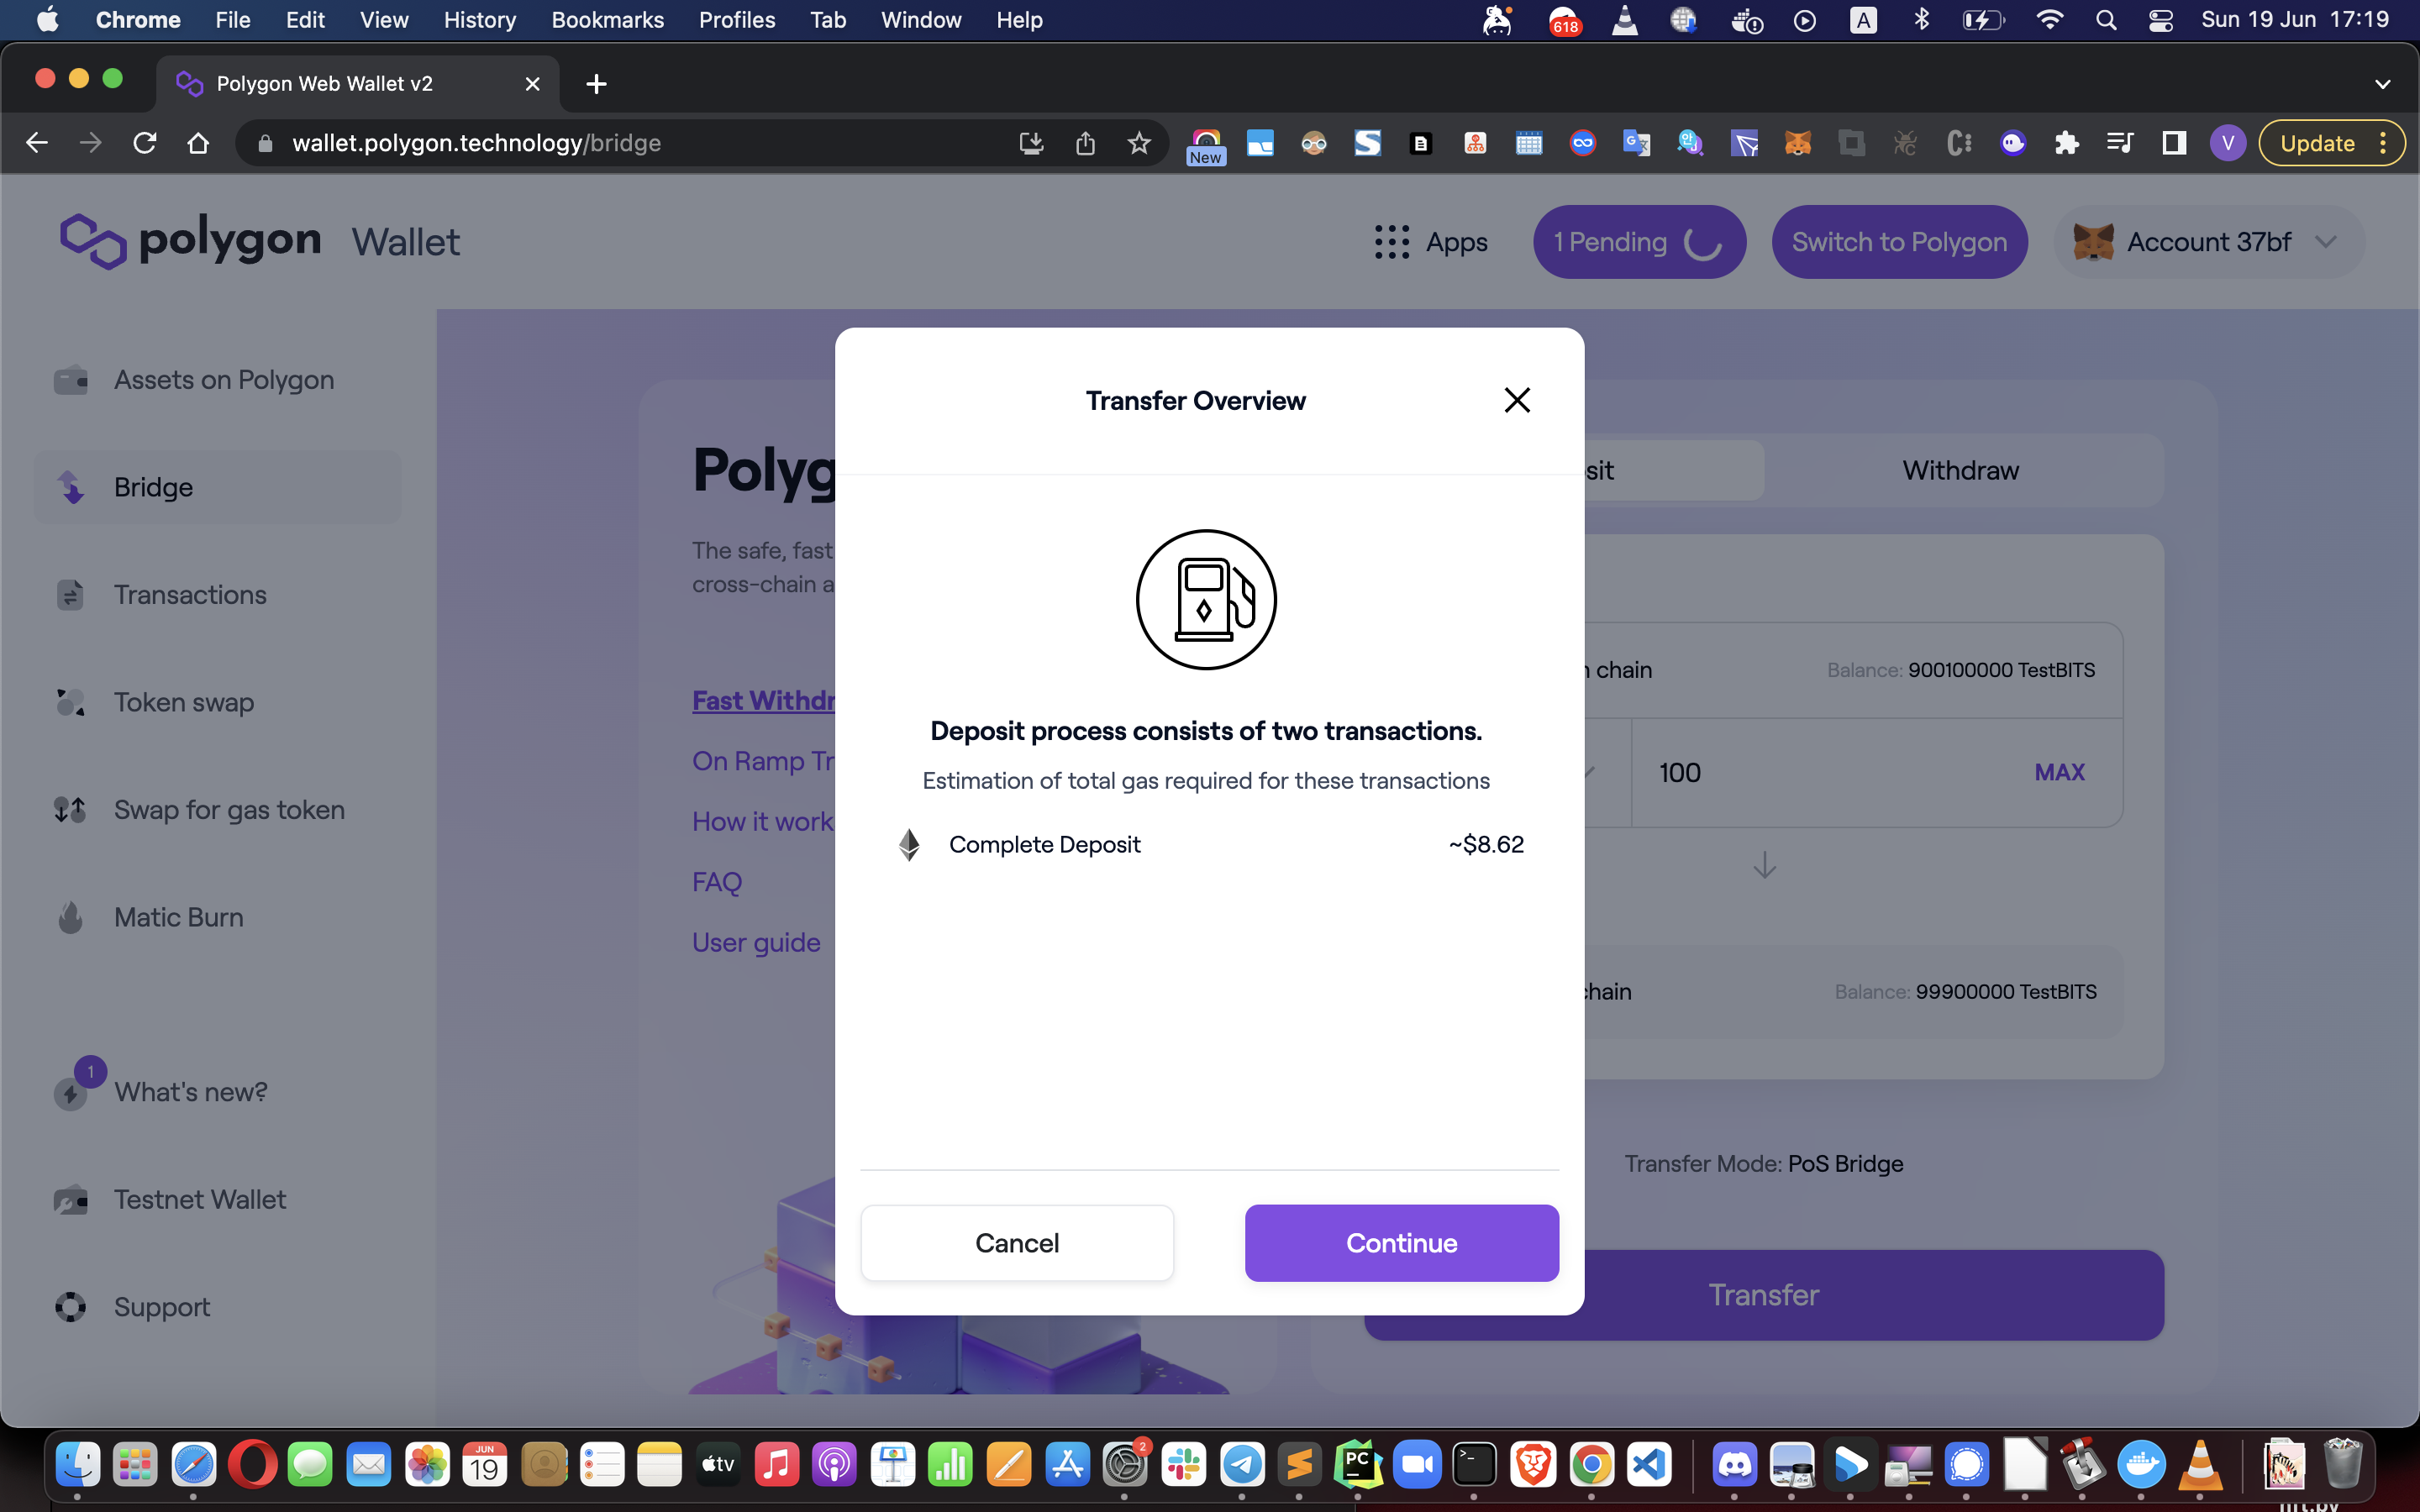 Chrome File Edit View History Bookmarks Profiles Tab Window Help 618 A Sun 19 Jun 17:19
Polygon Web Wallet v2
wallet.polygon.technology/bridge New V Update
polygon Wallet Apps 1 Pending Switch to Polygon Account 37bf
Assets on Polygon
Bridge
Transactions
Token swap
Swap for gas token
Matic Burn
1
What's new?
Testnet Wallet
Support
Polyg
The safe, fast
cross-chain a
Fast Withdr
On Ramp Tr
How it work
FAQ
User guide
Transfer Overview
Deposit process consists of two transactions.
Estimation of total gas required for these transactions
Complete Deposit ~$8.62
Cancel Continue
sit Withdraw
chain Balance: 900100000 TestBITS
100 MAX
chain Balance: 99900000 TestBITS
Transfer Mode: PoS Bridge
Transfer
JUN
19
tv
2
PC
nft.by